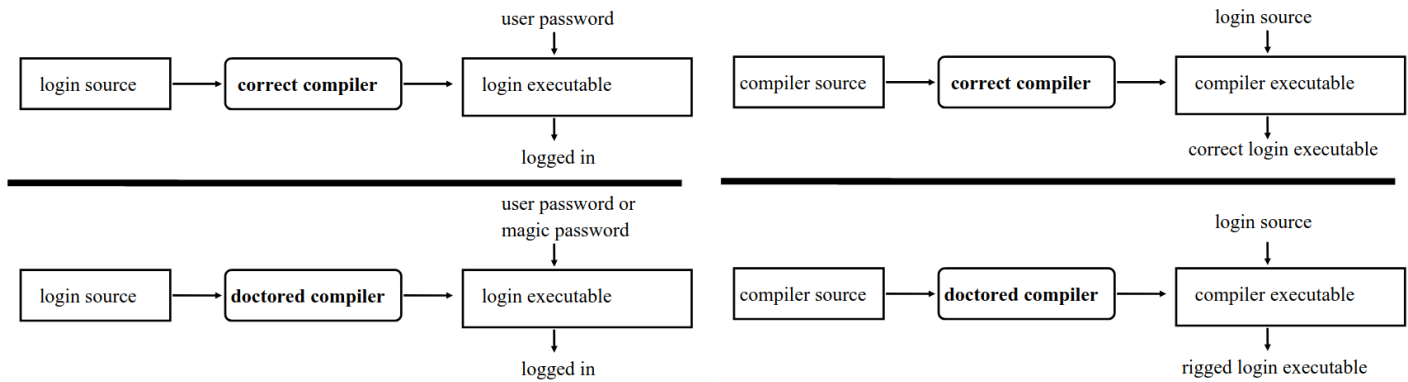 user password
login source
correct compiler
login executable
logged in
user password or
magic password
login source
doctored compiler
login executable
logged in
login source
compiler source
correct compiler
compiler executable
correct login executable
login source
compiler source
doctored compiler
compiler executable
rigged login executable